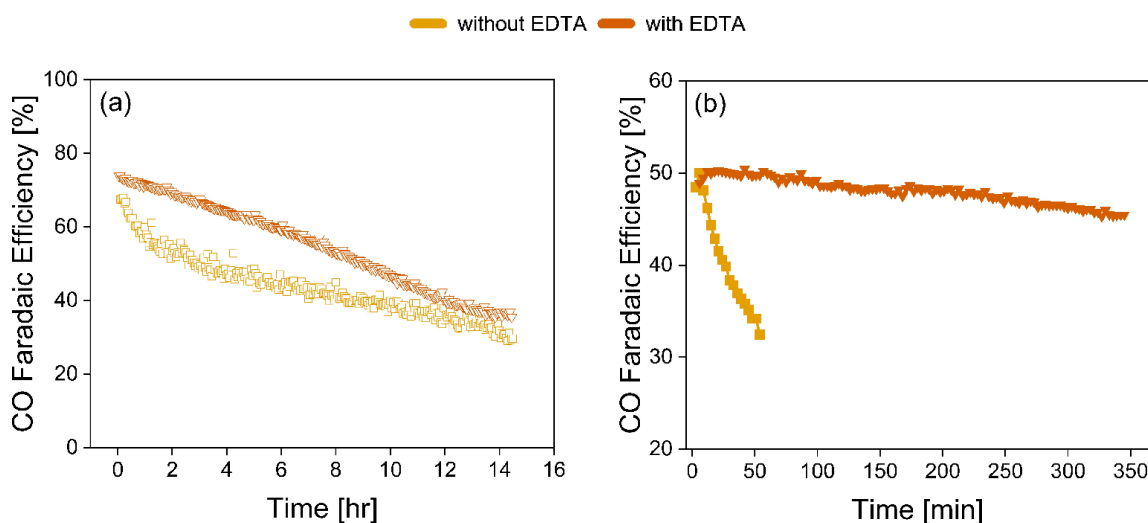 without EDTA with EDTA
(a)
CO Faradaic Efficiency [%]
100
80
60
40
20
0
0 2 4 6 8 10 12 14 16
Time [hr]
(b)
CO Faradaic Efficiency [%]
60
50
40
30
20
0 50 100 150 200 250 300 350
Time [min]